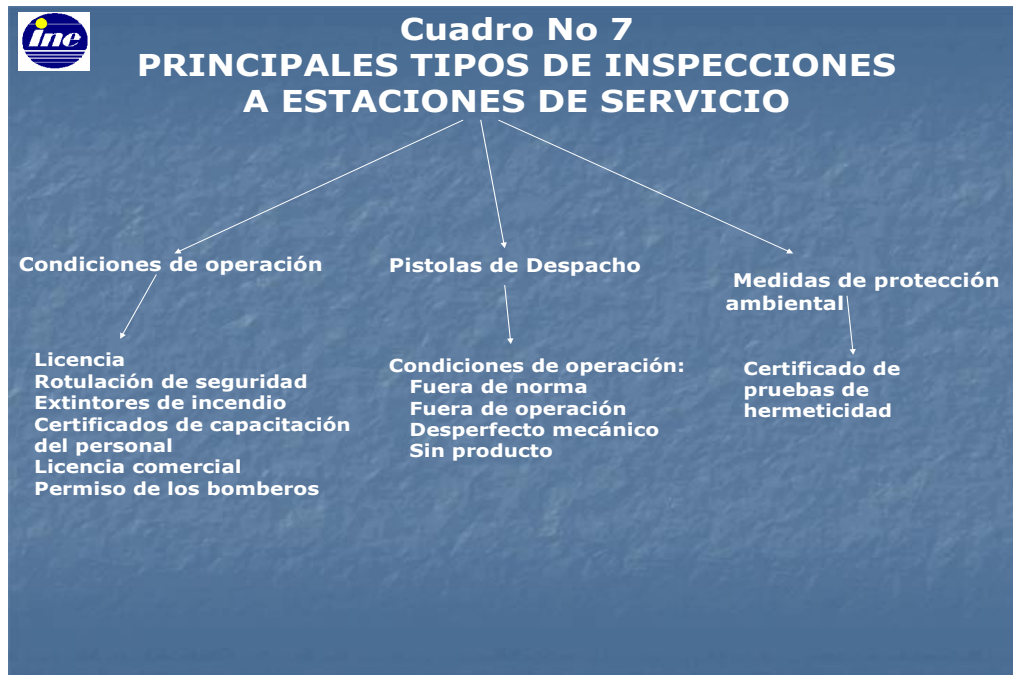 ine
Cuadro No 7
PRINCIPALES TIPOS DE INSPECCIONES
A ESTACIONES DE SERVICIO
Condiciones de operación
Licencia
Rotulación de seguridad
Extintores de incendio
Certificados de capacitación
del personal
Licencia comercial
Permiso de los bomberos
Pistolas de Despacho
Condiciones de operación:
Fuera de norma
Fuera de operación
Desperfecto mecánico
Sin producto
Medidas de protección
ambiental
Certificado de
pruebas de
hermeticidad